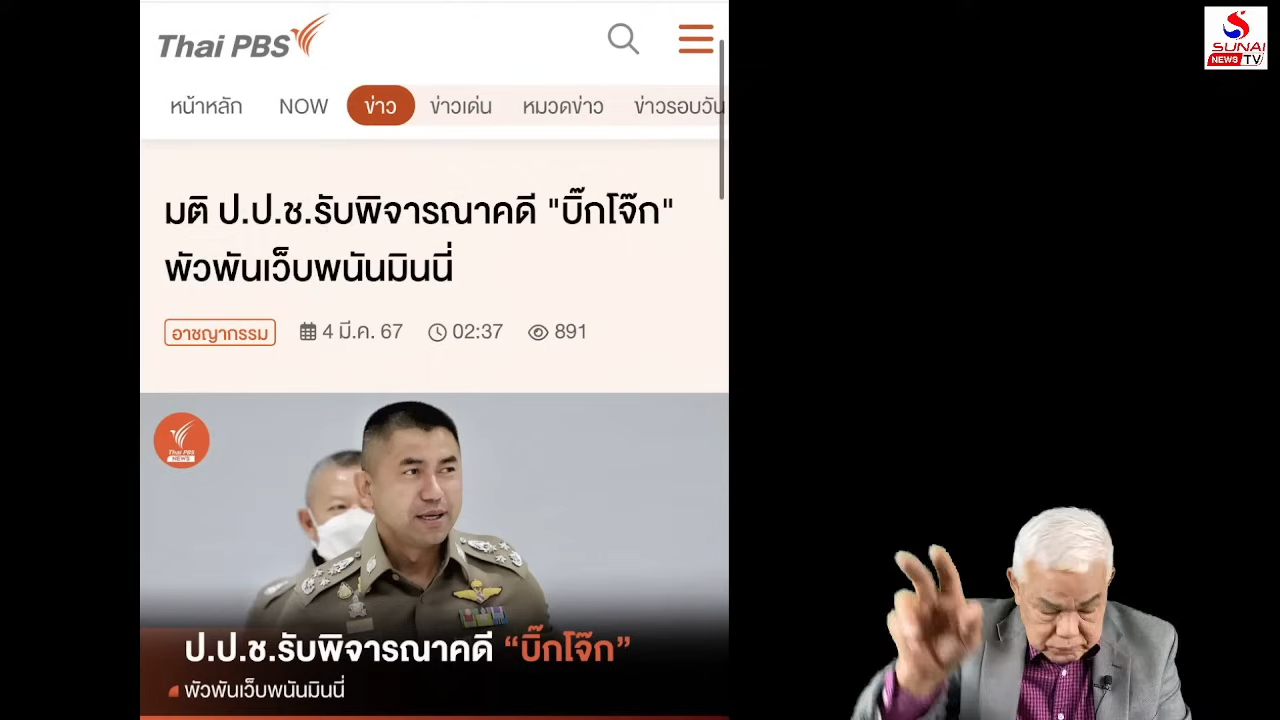 Thai PBS
SUNAI
NEWS TV
หน้าหลัก NOW ข่าว ข่าวเด่น หมวดข่าว ข่าวรอบวัน
มติ ป.ป.ช.รับพิจารณาคดี "บิ๊กโจ๊ก"
พัวพันเว็บพนันมินนี่
อาชญากรรม 4 มี.ค. 67 02:37 891
Thai PBS
NEWS
ป.ป.ช.รับพิจารณาคดี “บิ๊กโจ๊ก”
พัวพันเว็บพนันมินนี่